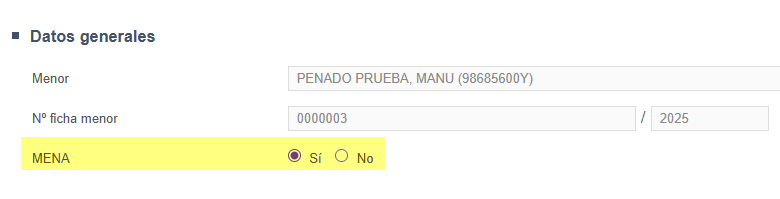 Datos generales
Menor PENADO PRUEBA, MANU (98685600Y)
Nº ficha menor 0000003 / 2025
MENA Sí No